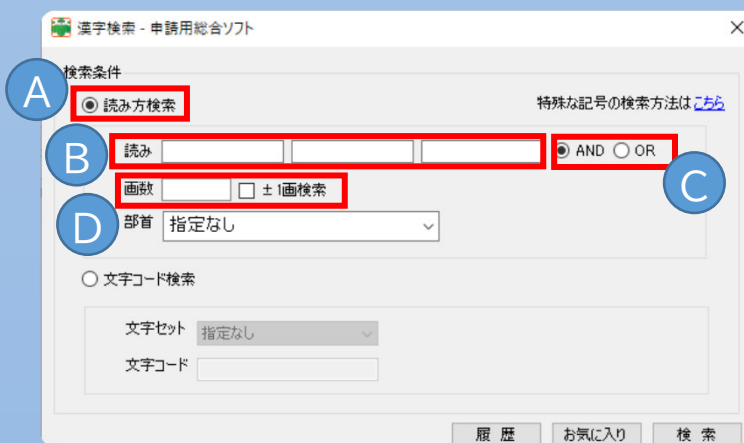 漢字検索 - 申請用総合ソフト
検索条件
A
読み方検索
特殊な記号の検索方法はこちら
B
読み
AND OR
C
画数
±1画検索
D
部首
指定なし
文字コード検索
文字セット
指定なし
文字コード
履 歴
お気に入り
検 索